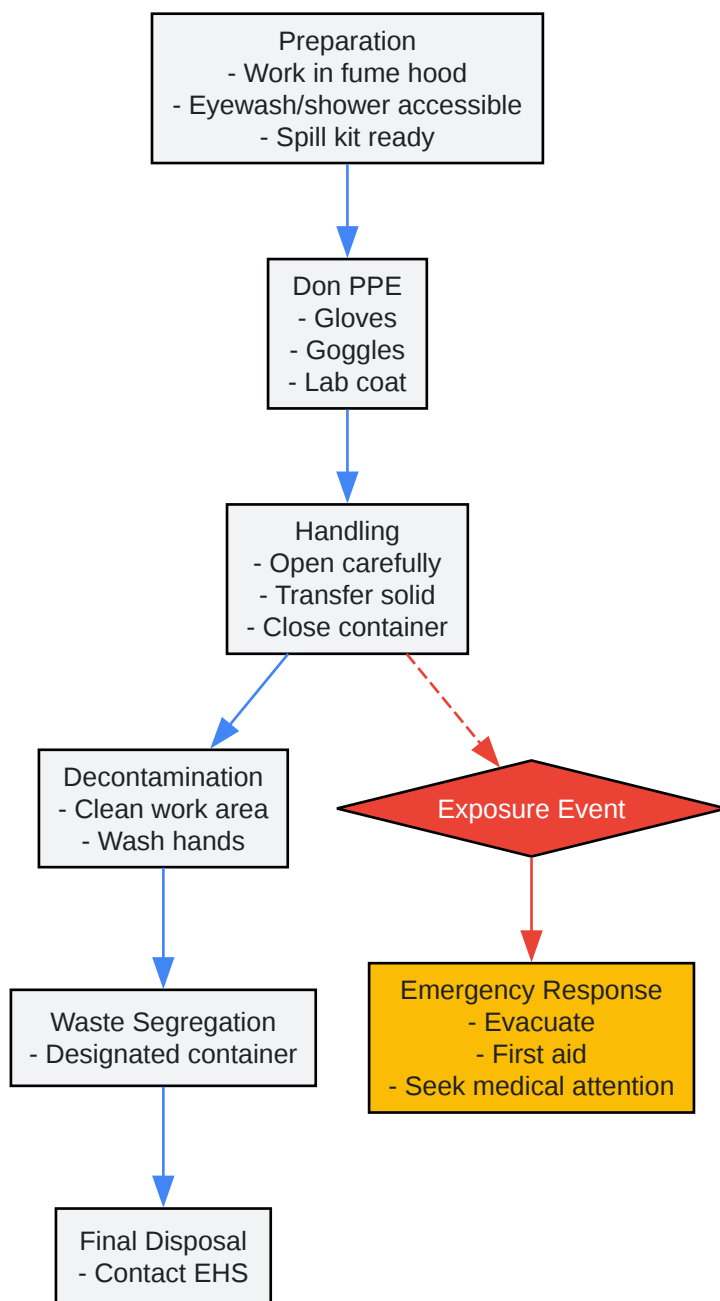 Preparation
- Work in fume hood
- Eyewash/shower accessible
- Spill kit ready
Don PPE
- Gloves
- Goggles
- Lab coat
Handling
- Open carefully
- Transfer solid
- Close container
Decontamination
- Clean work area
- Wash hands
Exposure Event
Waste Segregation
- Designated container
Emergency Response
- Evacuate
- First aid
- Seek medical attention
Final Disposal
- Contact EHS